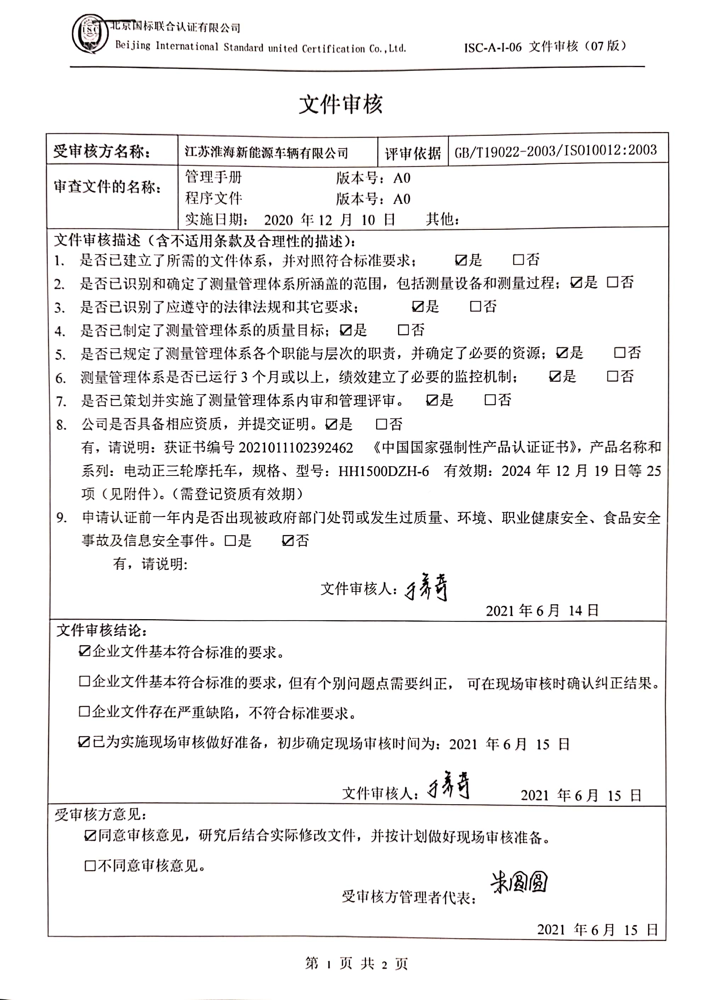 ISC
北京国标联合认证有限公司
Beijing International Standard united Certification Co.,Ltd.
ISC-A-I-06 文件审核（07版）
文件审核
受审核方名称： 江苏淮海新能源车辆有限公司 评审依据 GB/T19022-2003/ISO10012:2003
审查文件的名称： 管理手册 版本号：A0
程序文件 版本号：A0
实施日期： 2020 年 12 月 10 日 其他：
文件审核描述（含不适用条款及合理性的描述）：
1. 是否已建立了所需的文件体系，并对照符合标准要求； ☑是 □否
2. 是否已识别和确定了测量管理体系所涵盖的范围，包括测量设备和测量过程；☑是 □否
3. 是否已识别了应遵守的法律法规和其它要求； ☑是 □否
4. 是否已制定了测量管理体系的质量目标；☑是 □否
5. 是否已规定了测量管理体系各个职能与层次的职责，并确定了必要的资源；☑是 □否
6. 测量管理体系是否已运行 3 个月或以上，绩效建立了必要的监控机制； ☑是 □否
7. 是否已策划并实施了测量管理体系内审和管理评审。 ☑是 □否
8. 公司是否具备相应资质，并提交证明。☑是 □否
有，请说明：获证书编号 2021011102392462 《中国国家强制性产品认证证书》，产品名称和
系列：电动正三轮摩托车，规格、型号：HH1500DZH-6 有效期：2024 年 12 月 19 日等 25
项（见附件）。（需登记资质有效期）
9. 申请认证前一年内是否出现被政府部门处罚或发生过质量、环境、职业健康安全、食品安全
事故及信息安全事件。□是 ☑否
有，请说明:
文件审核人：
2021 年 6 月 14 日
文件审核结论：
☑企业文件基本符合标准的要求。
□企业文件基本符合标准的要求，但有个别问题点需要纠正， 可在现场审核时确认纠正结果。
□企业文件存在严重缺陷，不符合标准要求。
☑已为实施现场审核做好准备，初步确定现场审核时间为：2021 年 6 月 15 日
文件审核人： 2021 年 6 月 15 日
受审核方意见：
☑同意审核意见，研究后结合实际修改文件，并按计划做好现场审核准备。
□不同意审核意见。
受审核方管理者代表： 朱圆圆
2021 年 6 月 15 日
第 1 页 共 2 页